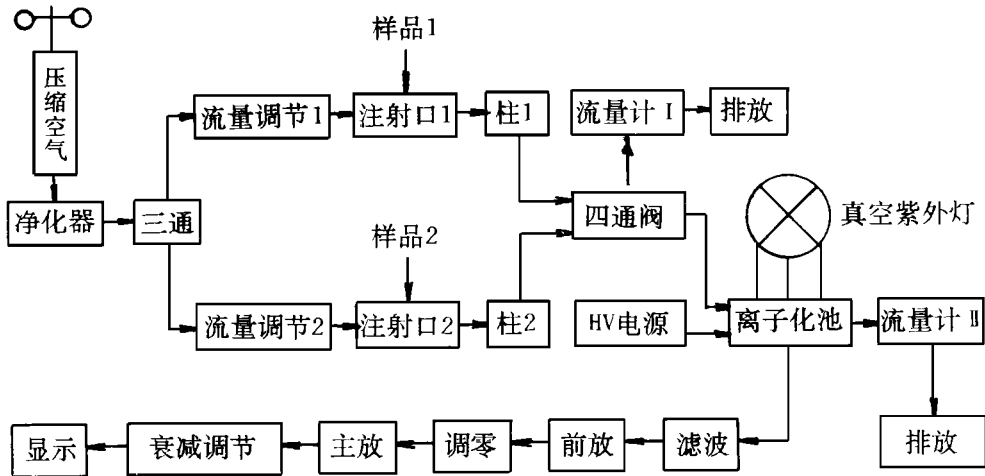 样品1
压缩空气
流量调节1
注射口1
柱1
流量计 I
排放
净化器
三通
四通阀
真空紫外灯
样品2
流量调节2
注射口2
柱2
HV电源
离子化池
流量计 II
显示
衰减调节
主放
调零
前放
滤波
排放